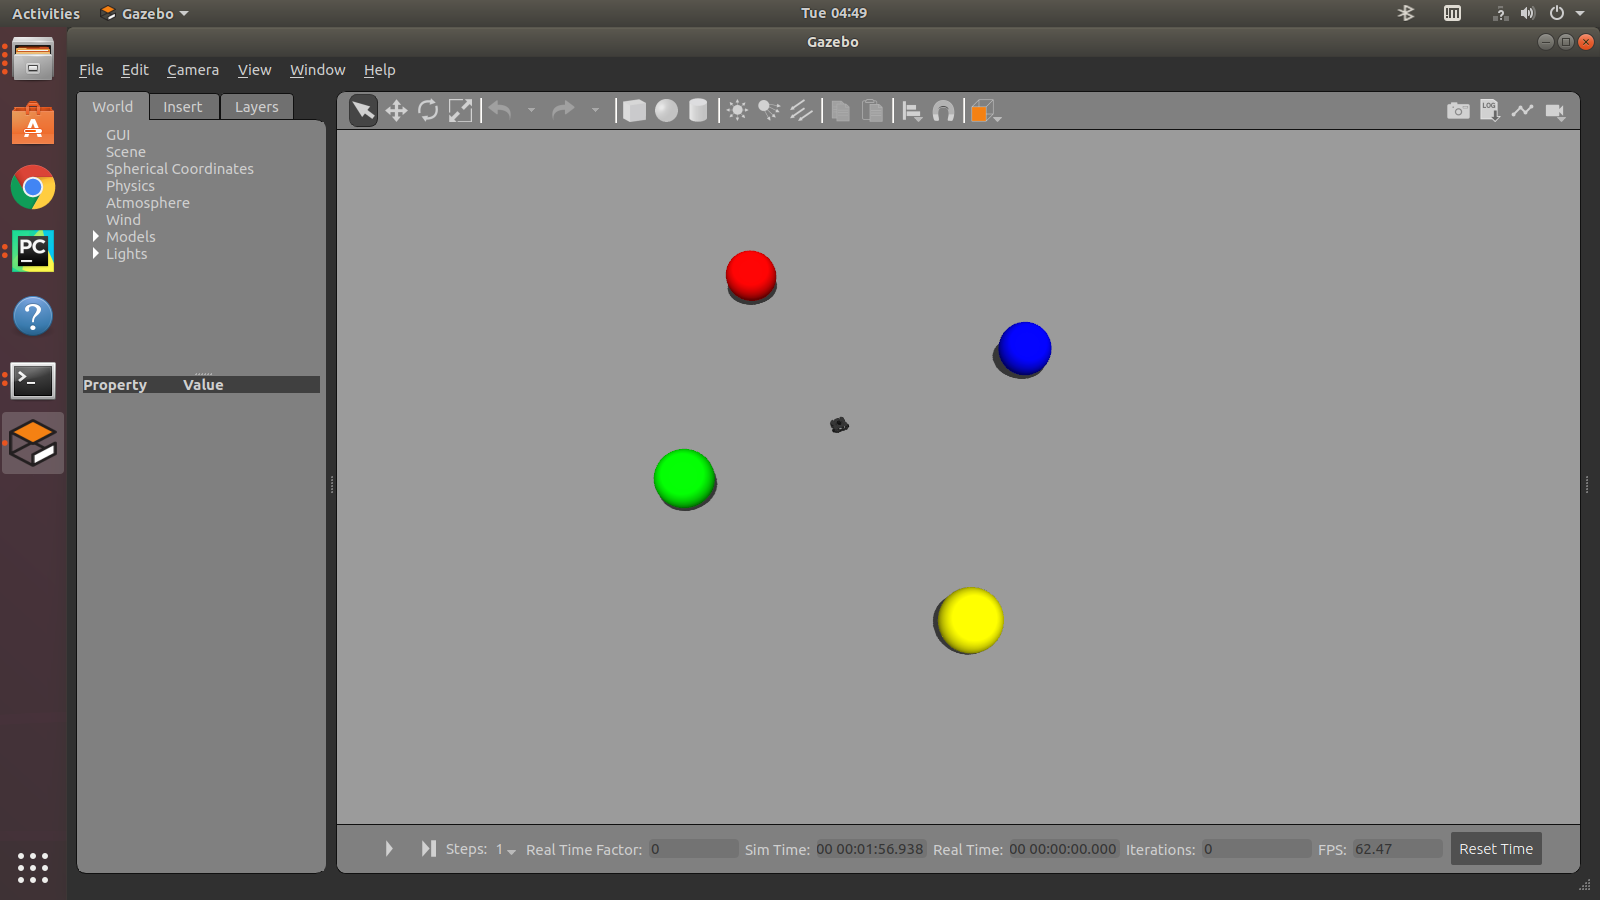 Activities Gazebo Tue 04:49
Gazebo
File Edit Camera View Window Help
World Insert Layers
LOG
GUI
Scene
Spherical Coordinates
Physics
Atmosphere
Wind
Models
Lights
PC
?
Property Value
>_
Steps: 1 Real Time Factor: 0 Sim Time: 00 00:01:56.938 Real Time: 00 00:00:00.000 Iterations: 0 FPS: 62.47 Reset Time